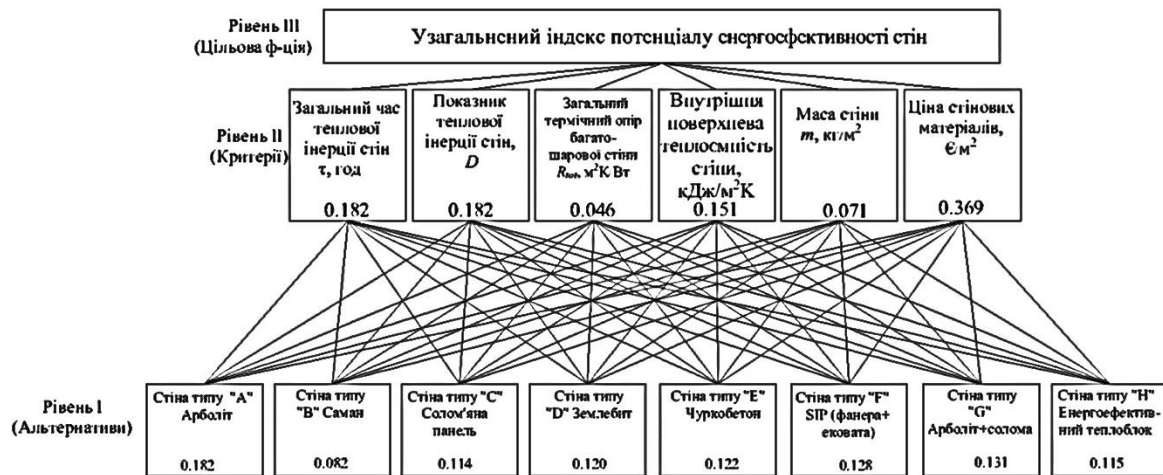 Рівень III
(Цільова ф-ція)
Узагальнений індекс потенціалу енергоефективності стін
Рівень II
(Критерії)
Загальний час
теплової
інерції стін
τ, год
0.182
Показник
теплової
інерції стін,
D
0.182
Загальний
термічний опір
багато-
шарової стіни
Rtot, м²К/Вт
0.046
Внутрішня
поверхнева
теплоємність
стіни,
кДж/м²К
0.151
Маса стіни
m, кг/м²
0.071
Ціна стінових
матеріалів,
€/м²
0.369
Рівень I
(Альтернативи)
Стіна типу "A"
Арболіт
0.182
Стіна типу
"B" Саман
0.082
Стіна типу "C"
Солом'яна
панель
0.114
Стіна типу
"D" Землебит
0.120
Стіна типу "E"
Чуркобетон
0.122
Стіна типу "F"
SIP (фанера+
ековата)
0.128
Стіна типу
"G"
Арболіт+солома
0.131
Стіна типу "H"
Енергоефектив-
ний теплоблок
0.115